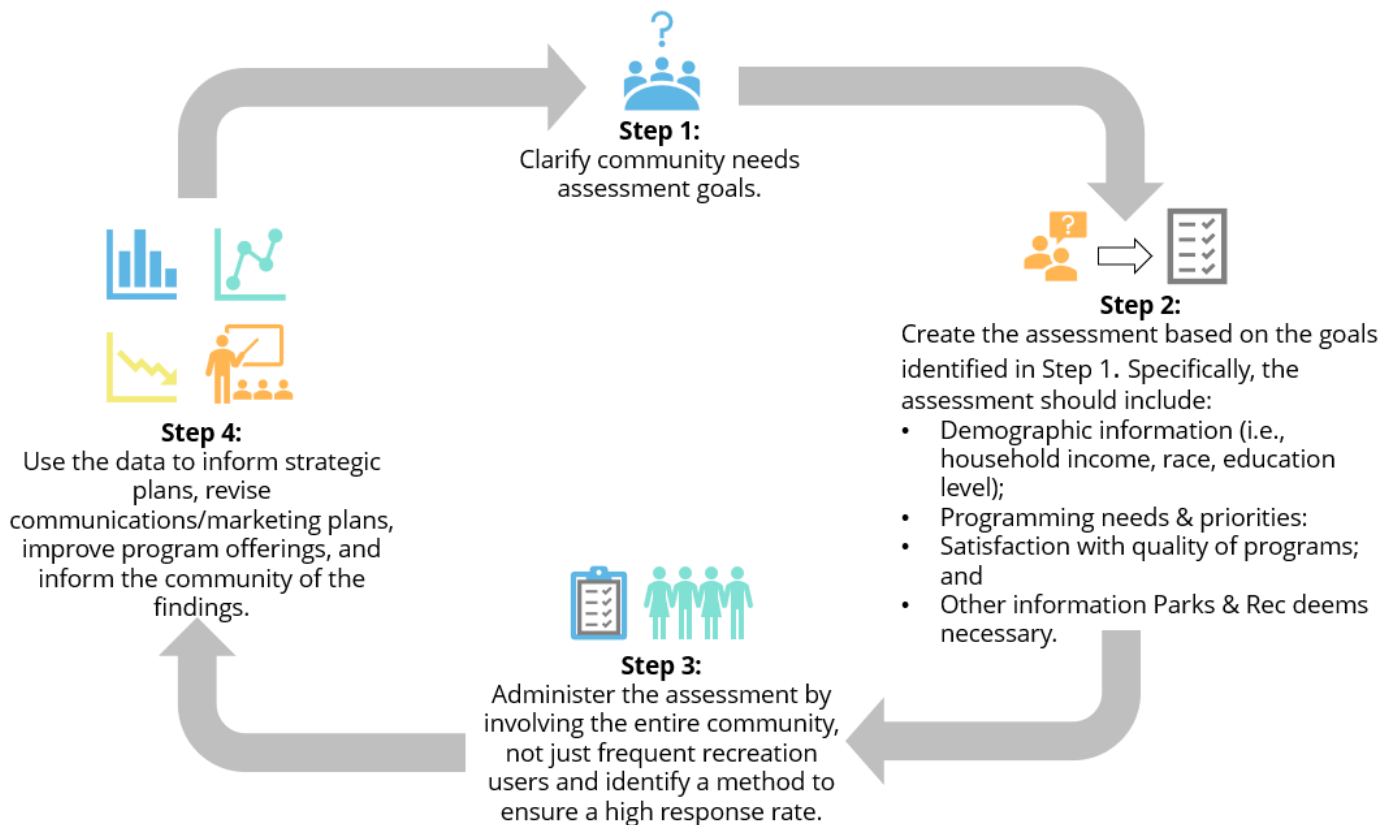 ?
Step 1:
Clarify community needs
assessment goals.
?
Step 2:
Create the assessment based on the goals
identified in Step 1. Specifically, the
assessment should include:
• Demographic information (i.e.,
household income, race, education
level);
• Programming needs & priorities:
• Satisfaction with quality of programs;
and
• Other information Parks & Rec deems
necessary.
Step 3:
Administer the assessment by
involving the entire community,
not just frequent recreation
users and identify a method to
ensure a high response rate.
Step 4:
Use the data to inform strategic
plans, revise
communications/marketing plans,
improve program offerings, and
inform the community of the
findings.